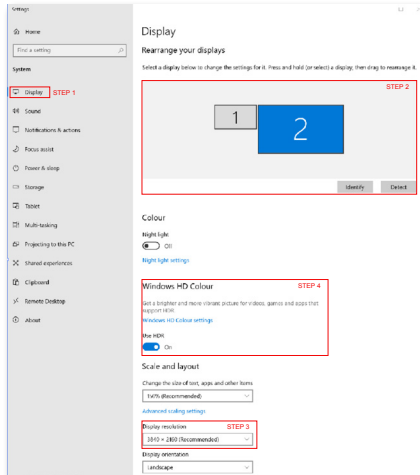 Settings
Home
Find a setting
System
Display
STEP 1
Sound
Notifications & actions
Focus assist
Power & sleep
Storage
Tablet
Multi-tasking
Projecting to this PC
Shared experiences
Clipboard
Remote Desktop
About
Display
Rearrange your displays
Select a display below to change the settings for it. Press and hold (or select) a display, then drag to rearrange it.
STEP 2
1
2
Identify
Detect
Colour
Night light
Off
Night light settings
Windows HD Colour
STEP 4
Get a brighter and more vibrant picture for videos, games and apps that
support HDR.
Windows HD Colour settings
Use HDR
On
Scale and layout
Change the size of text, apps and other items
(Recommended)
Advanced scaling settings
Display resolution
STEP 3
3840 × 2160 (Recommended)
Display orientation
Landscape